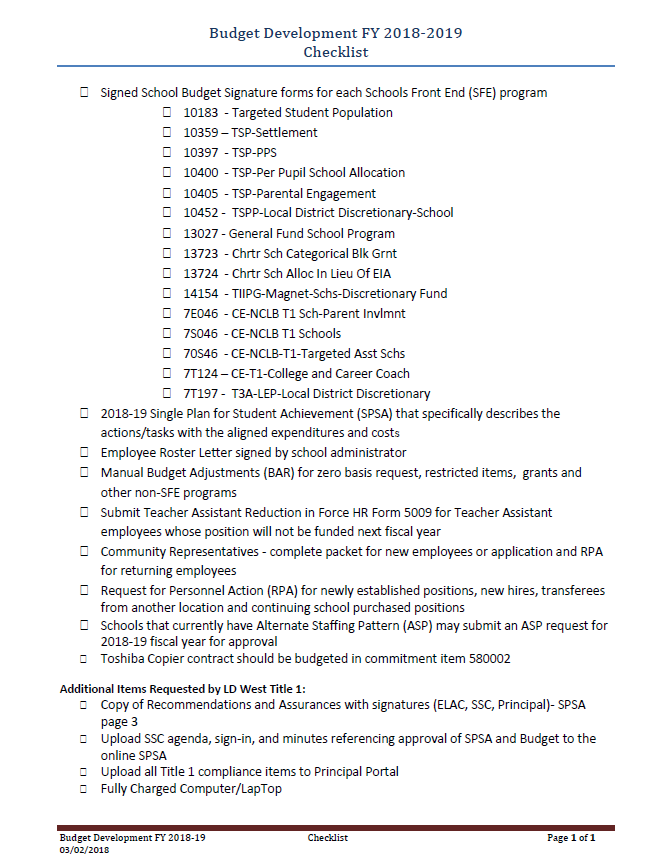 Budget Development FY 2018-2019
Checklist
☐ Signed School Budget Signature forms for each Schools Front End (SFE) program
☐ 10183 - Targeted Student Population
☐ 10359 – TSP-Settlement
☐ 10397 - TSP-PPS
☐ 10400 - TSP-Per Pupil School Allocation
☐ 10405 - TSP-Parental Engagement
☐ 10452 - TSPP-Local District Discretionary-School
☐ 13027 - General Fund School Program
☐ 13723 - Chrtr Sch Categorical Blk Grnt
☐ 13724 - Chrtr Sch Alloc In Lieu Of EIA
☐ 14154 - TIIPG-Magnet-Schs-Discretionary Fund
☐ 7E046 - CE-NCLB T1 Sch-Parent Invlmnt
☐ 7S046 - CE-NCLB T1 Schools
☐ 70S46 - CE-NCLB-T1-Targeted Asst Schs
☐ 7T124 – CE-T1-College and Career Coach
☐ 7T197 - T3A-LEP-Local District Discretionary
☐ 2018-19 Single Plan for Student Achievement (SPSA) that specifically describes the
actions/tasks with the aligned expenditures and costs
☐ Employee Roster Letter signed by school administrator
☐ Manual Budget Adjustments (BAR) for zero basis request, restricted items, grants and
other non-SFE programs
☐ Submit Teacher Assistant Reduction in Force HR Form 5009 for Teacher Assistant
employees whose position will not be funded next fiscal year
☐ Community Representatives - complete packet for new employees or application and RPA
for returning employees
☐ Request for Personnel Action (RPA) for newly established positions, new hires, transferees
from another location and continuing school purchased positions
☐ Schools that currently have Alternate Staffing Pattern (ASP) may submit an ASP request for
2018-19 fiscal year for approval
☐ Toshiba Copier contract should be budgeted in commitment item 580002
Additional Items Requested by LD West Title 1:
☐ Copy of Recommendations and Assurances with signatures (ELAC, SSC, Principal)- SPSA
page 3
☐ Upload SSC agenda, sign-in, and minutes referencing approval of SPSA and Budget to the
online SPSA
☐ Upload all Title 1 compliance items to Principal Portal
☐ Fully Charged Computer/LapTop
Budget Development FY 2018-19 Checklist Page 1 of 1
03/02/2018